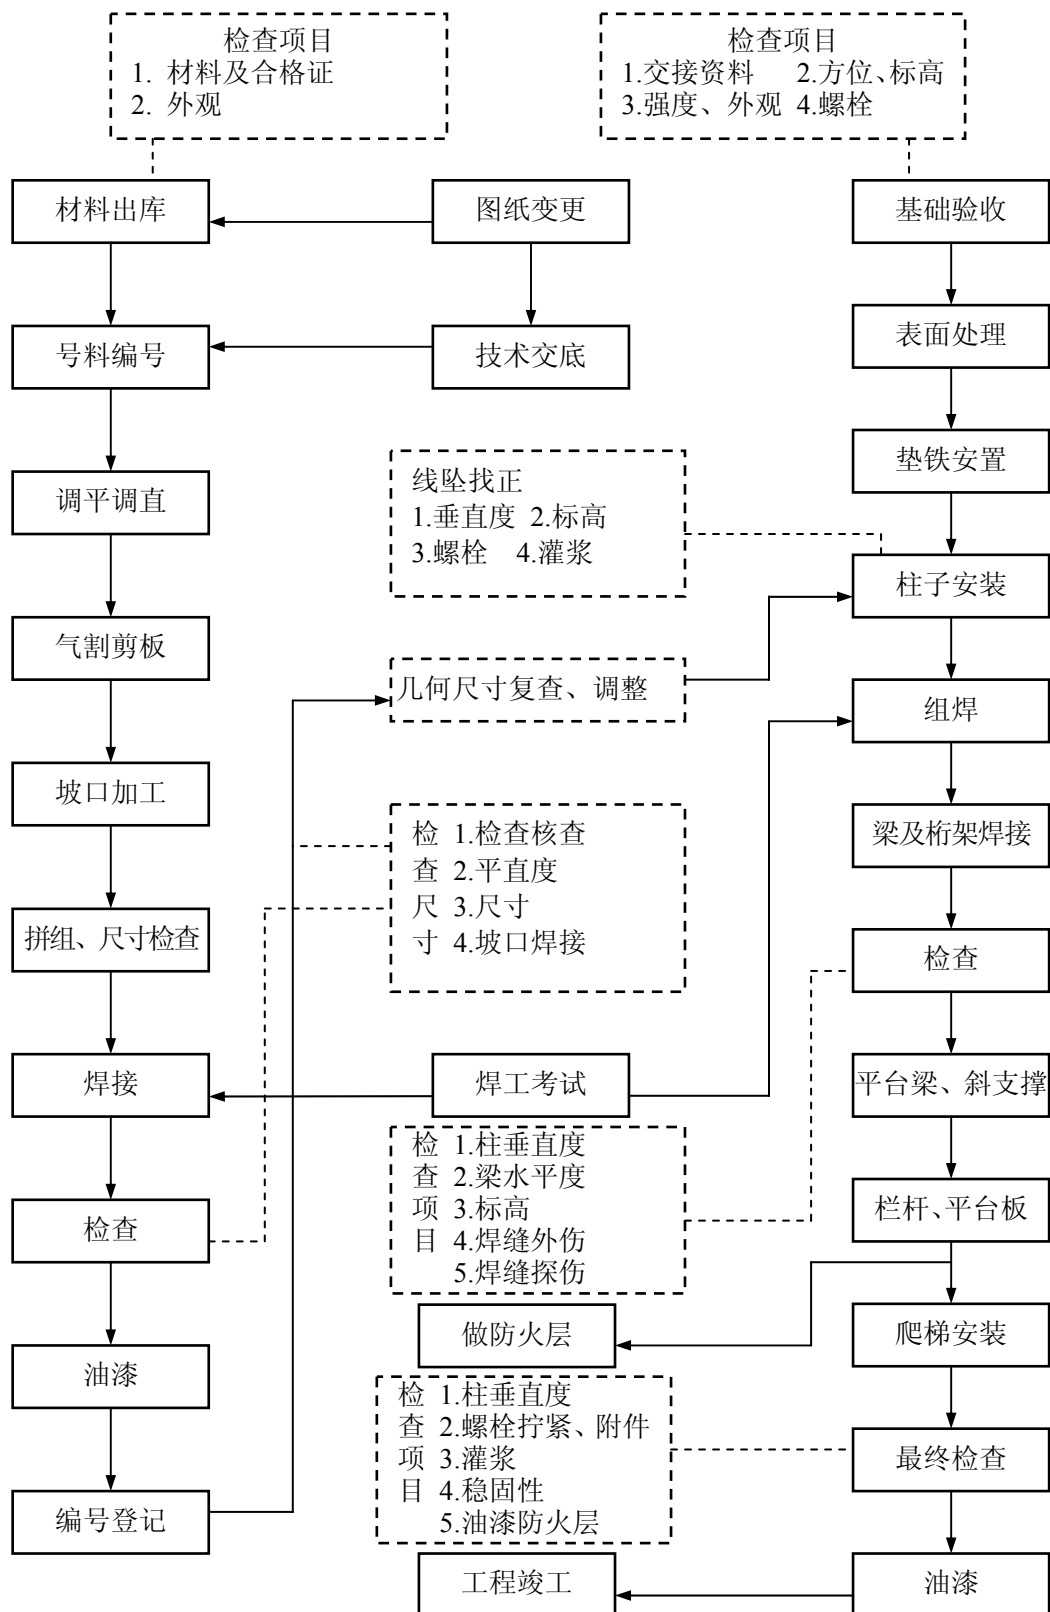 检查项目
1. 材料及合格证
2. 外观
检查项目
1.交接资料 2.方位、标高
3.强度、外观 4.螺栓
材料出库
图纸变更
基础验收
号料编号
技术交底
表面处理
调平调直
线坠找正
1.垂直度 2.标高
3.螺栓 4.灌浆
垫铁安置
柱子安装
气割剪板
几何尺寸复查、调整
组焊
坡口加工
检 1.检查核查
查 2.平直度
尺 3.尺寸
寸 4.坡口焊接
梁及桁架焊接
拼组、尺寸检查
检查
焊接
焊工考试
平台梁、斜支撑
检 1.柱垂直度
查 2.梁水平度
项 3.标高
目 4.焊缝外伤
5.焊缝探伤
检查
栏杆、平台板
做防火层
爬梯安装
油漆
检 1.柱垂直度
查 2.螺栓拧紧、附件
项 3.灌浆
目 4.稳固性
5.油漆防火层
最终检查
编号登记
工程竣工
油漆